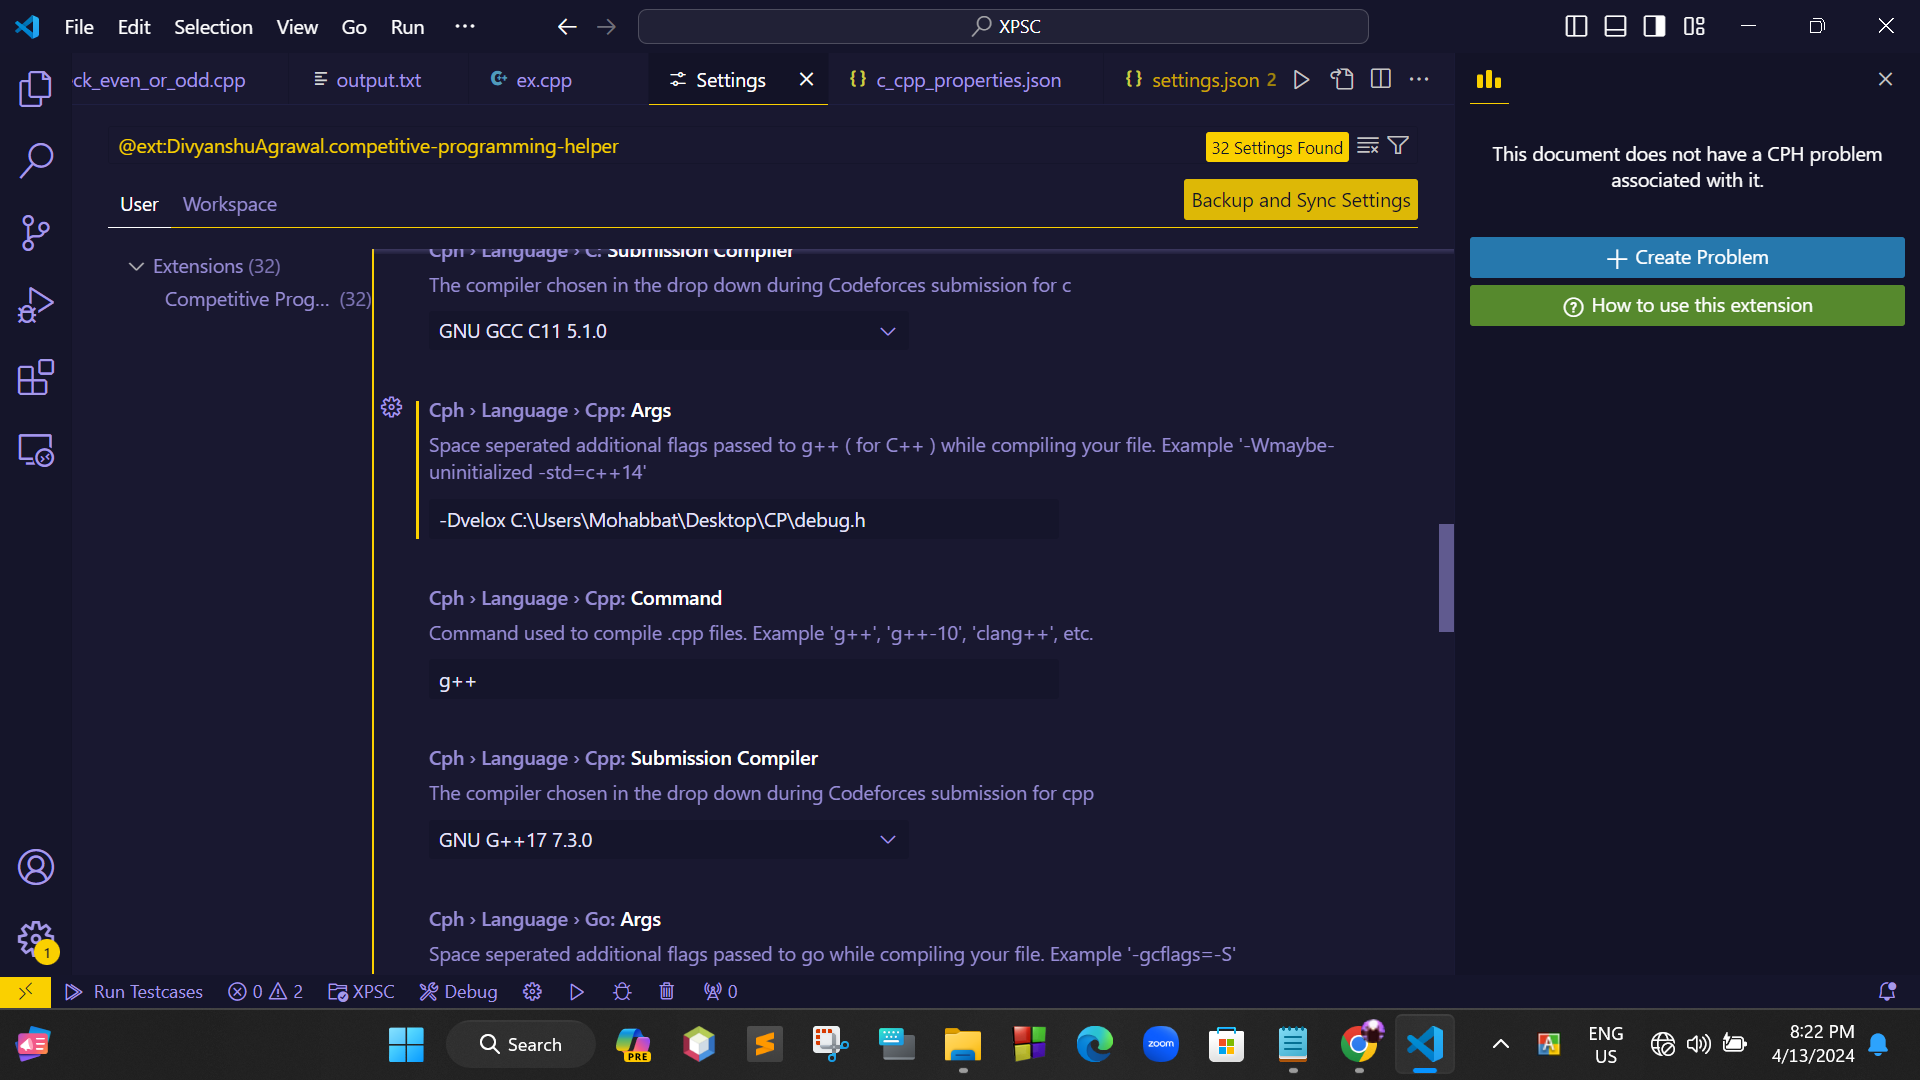 File Edit Selection View Go Run ··· XPSC
ck_even_or_odd.cpp output.txt ex.cpp Settings {} c_cpp_properties.json {} settings.json 2 ···
@ext:DivyanshuAgrawal.competitive-programming-helper 32 Settings Found
User Workspace Backup and Sync Settings
Extensions (32)
Competitive Prog... (32)
Cph › Language › C: Submission Compiler
The compiler chosen in the drop down during Codeforces submission for c
GNU GCC C11 5.1.0
Cph › Language › Cpp: Args
Space seperated additional flags passed to g++ ( for C++ ) while compiling your file. Example '-Wmaybe-
uninitialized -std=c++14'
-Dvelox C:\Users\Mohabbat\Desktop\CP\debug.h
Cph › Language › Cpp: Command
Command used to compile .cpp files. Example 'g++', 'g++-10', 'clang++', etc.
g++
Cph › Language › Cpp: Submission Compiler
The compiler chosen in the drop down during Codeforces submission for cpp
GNU G++17 7.3.0
Cph › Language › Go: Args
Space seperated additional flags passed to go while compiling your file. Example '-gcflags=-S'
This document does not have a CPH problem
associated with it.
+ Create Problem
How to use this extension
1
Run Testcases 0 2 XPSC Debug 0
Search PRE zoom A ENG
US
8:22 PM
4/13/2024